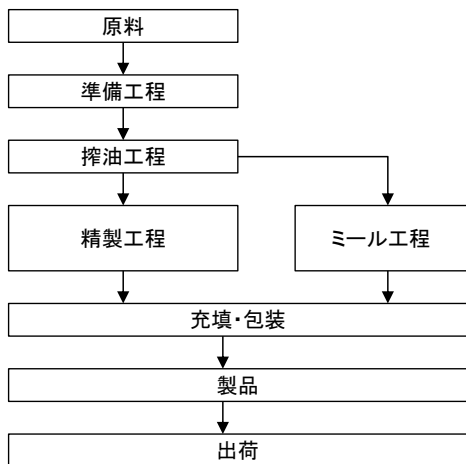 原料
準備工程
搾油工程
精製工程
ミール工程
充填・包装
製品
出荷